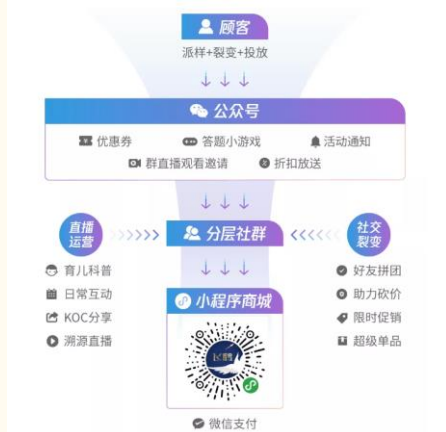 顾客
派样+裂变+投放
公众号
优惠券 答题小游戏 活动通知
群直播观看邀请 折扣放送
直播运营
分层社群
社交裂变
育儿科普
日常互动
KOC分享
溯源直播
小程序商城
好友拼团
助力砍价
限时促销
超级单品
微信支付